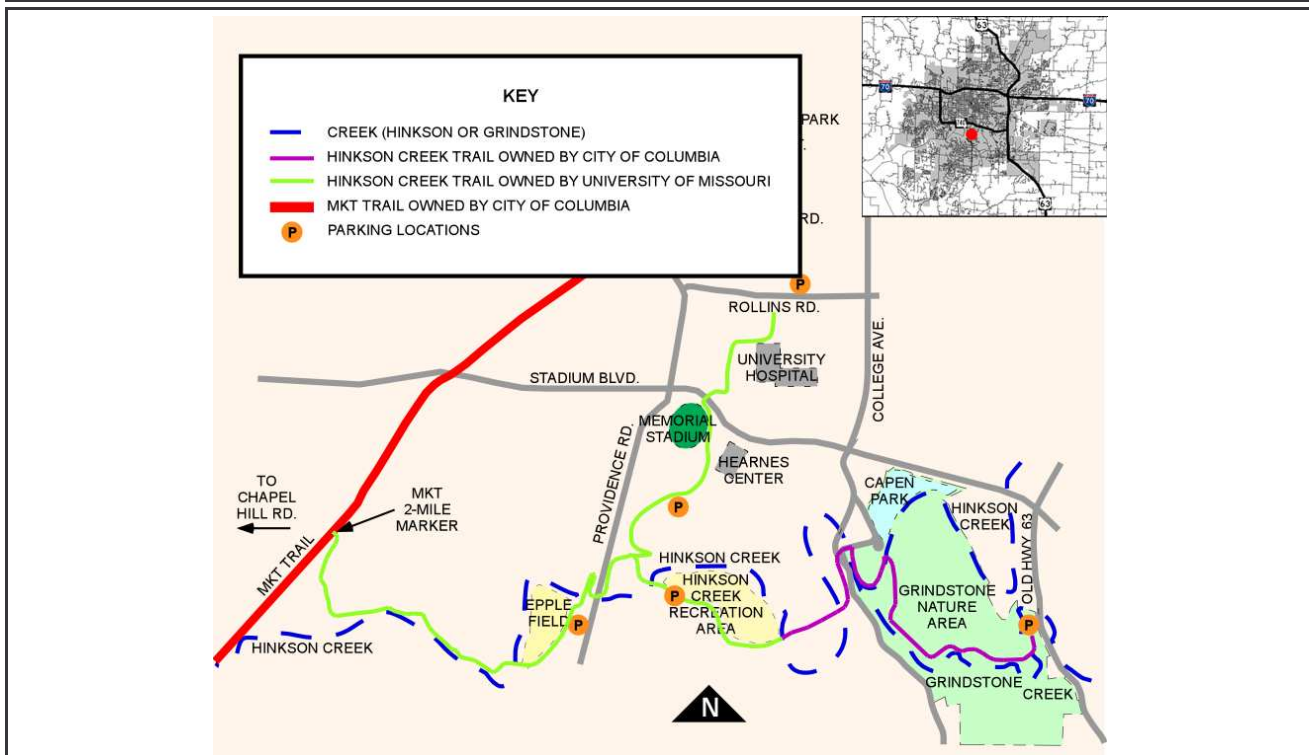 KEY
CREEK (HINKSON OR GRINDSTONE)
HINKSON CREEK TRAIL OWNED BY CITY OF COLUMBIA
HINKSON CREEK TRAIL OWNED BY UNIVERSITY OF MISSOURI
MKT TRAIL OWNED BY CITY OF COLUMBIA
P PARKING LOCATIONS
PARK
RD.
63
70
70
63
P
ROLLINS RD.
UNIVERSITY
HOSPITAL
STADIUM BLVD.
COLLEGE AVE.
MEMORIAL
STADIUM
PROVIDENCE RD.
HEARNES
CENTER
CAPEN
PARK
TO
CHAPEL
HILL RD.
MKT
2-MILE
MARKER
P
HINKSON
CREEK
OLD HWY 63
MKT TRAIL
HINKSON CREEK
HINKSON
CREEK
RECREATION
AREA
P
EPPLE
FIELD
P
GRINDSTONE
NATURE
AREA
P
HINKSON CREEK
GRINDSTONE
CREEK
N